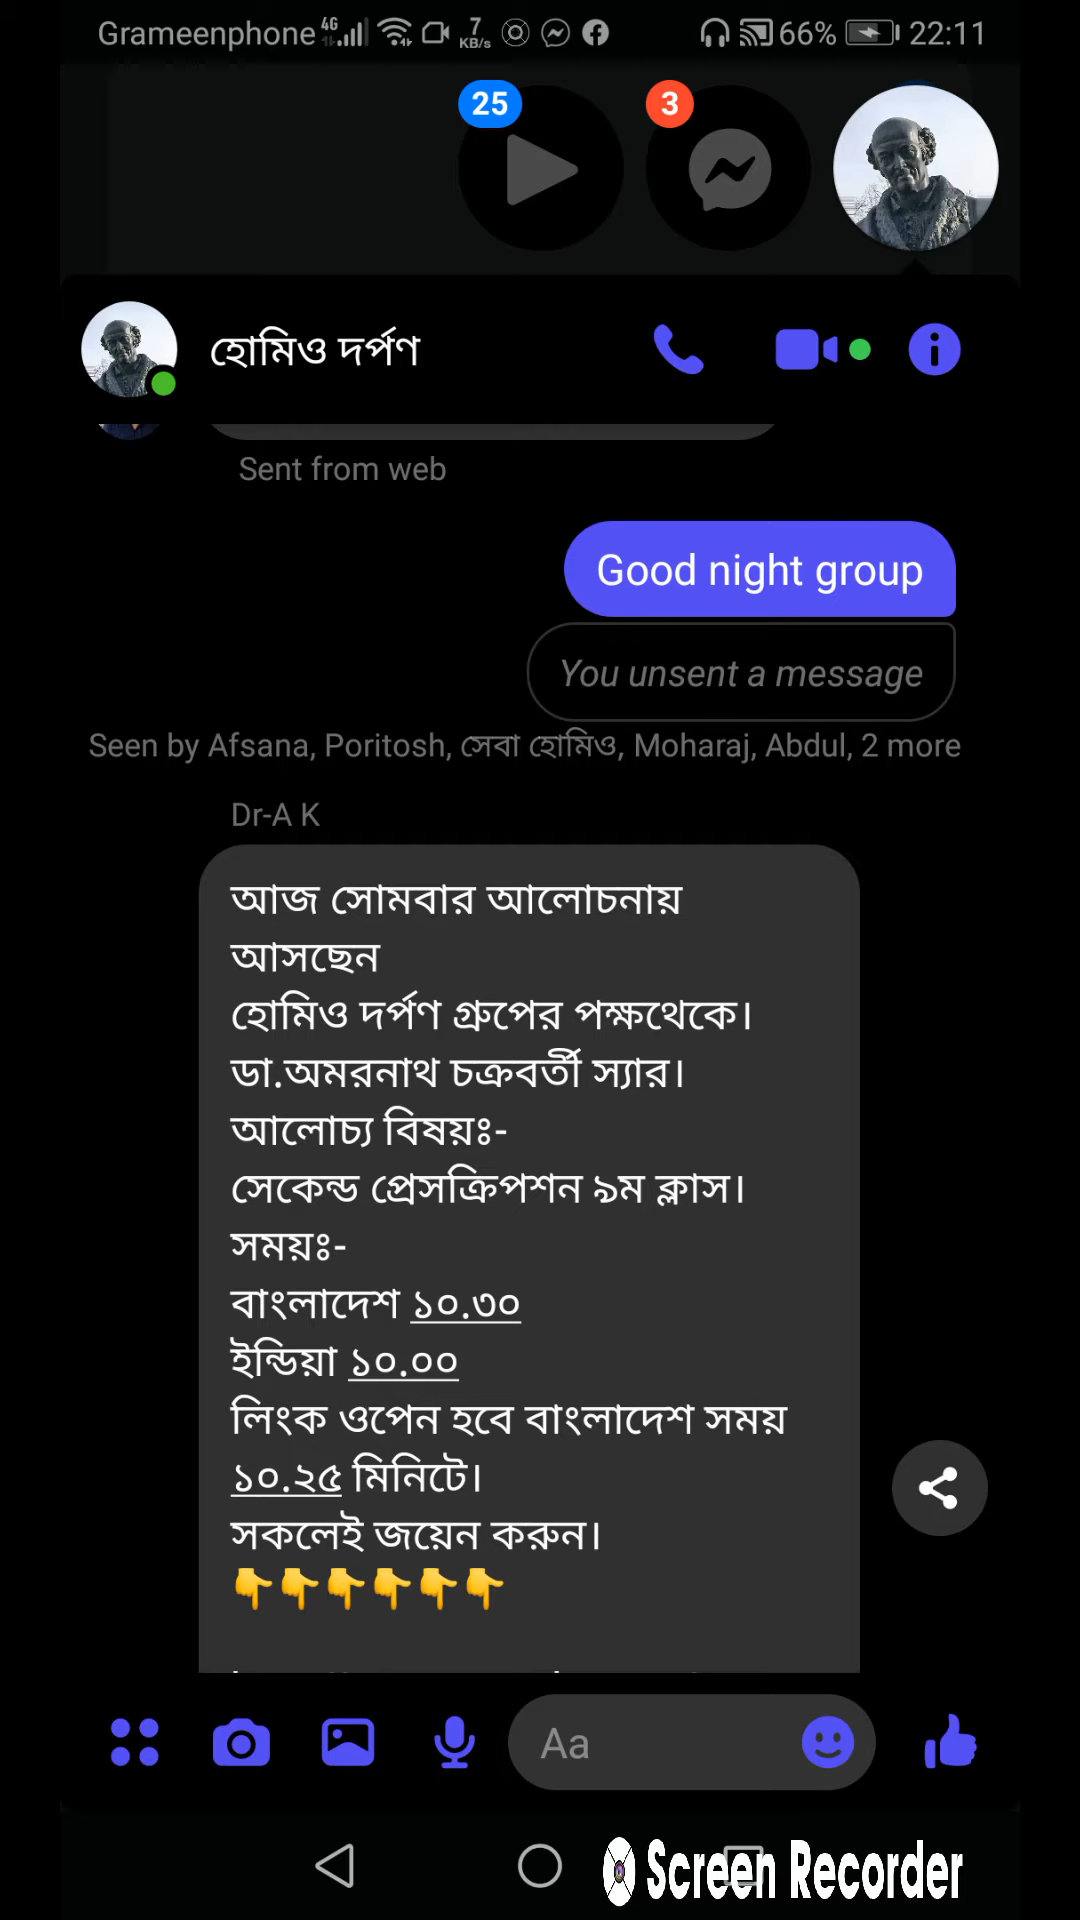 Grameenphone 4G 7 KB/s 66% 22:11
25 3
হোমিও দর্পণ
Sent from web
Good night group
You unsent a message
Seen by Afsana, Poritosh, সেবা হোমিও, Moharaj, Abdul, 2 more
Dr-A K
আজ সোমবার আলোচনায়
আসছেন
হোমিও দর্পণ গ্রুপের পক্ষথেকে।
ডা.অমরনাথ চক্রবর্তী স্যার।
আলোচ্য বিষয়ঃ-
সেকেন্ড প্রেসক্রিপশন ৯ম ক্লাস।
সময়ঃ-
বাংলাদেশ ১০.৩০
ইন্ডিয়া ১০.০০
লিংক ওপেন হবে বাংলাদেশ সময়
১০.২৫ মিনিটে।
সকলেই জয়েন করুন।
👇👇👇👇👇👇
Aa
Screen Recorder